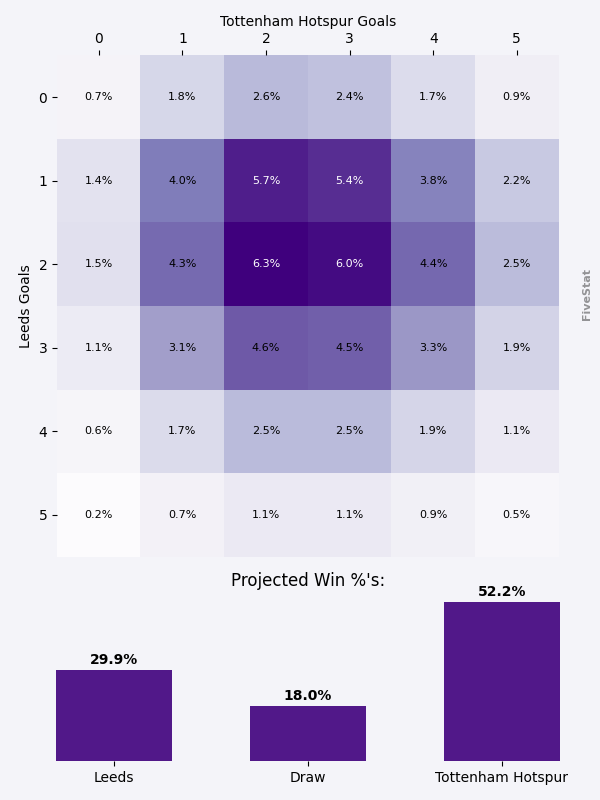 Tottenham Hotspur Goals
0 1 2 3 4 5
0 0.7% 1.8% 2.6% 2.4% 1.7% 0.9%
1 1.4% 4.0% 5.7% 5.4% 3.8% 2.2%
2 1.5% 4.3% 6.3% 6.0% 4.4% 2.5%
3 1.1% 3.1% 4.6% 4.5% 3.3% 1.9%
4 0.6% 1.7% 2.5% 2.5% 1.9% 1.1%
5 0.2% 0.7% 1.1% 1.1% 0.9% 0.5%
Leeds Goals
FiveStat
Projected Win %'s:
29.9% 18.0% 52.2%
Leeds Draw Tottenham Hotspur